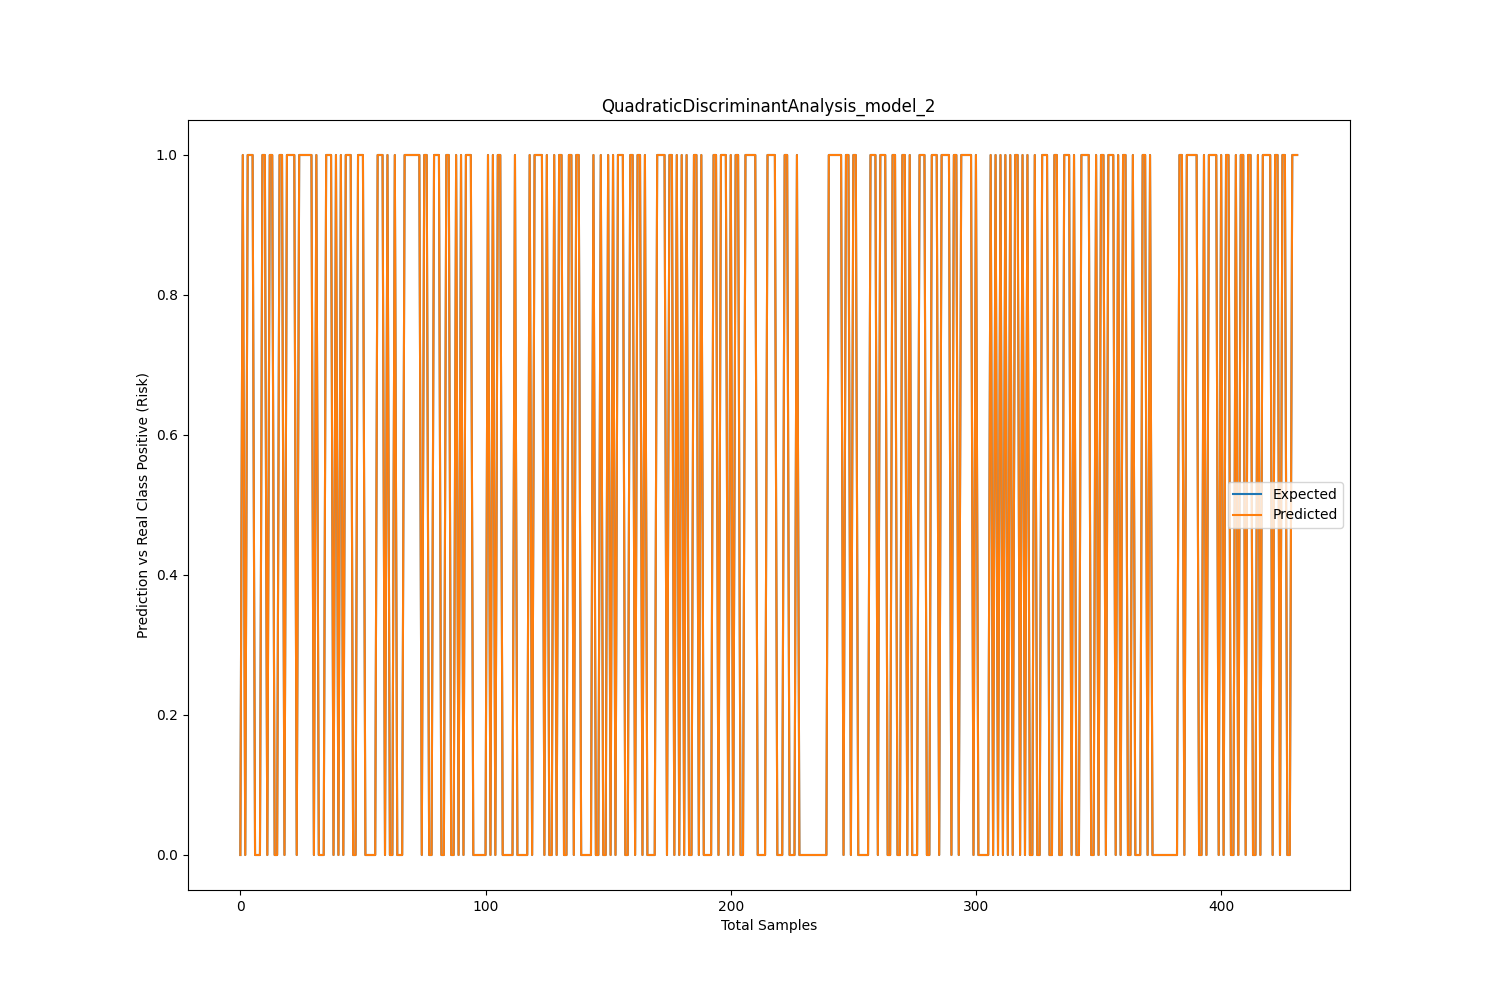 QuadraticDiscriminantAnalysis_model_2
1.0
0.8
0.6
0.4
0.2
0.0
Prediction vs Real Class Positive (Risk)
Expected
Predicted
0
100
200
300
400
Total Samples